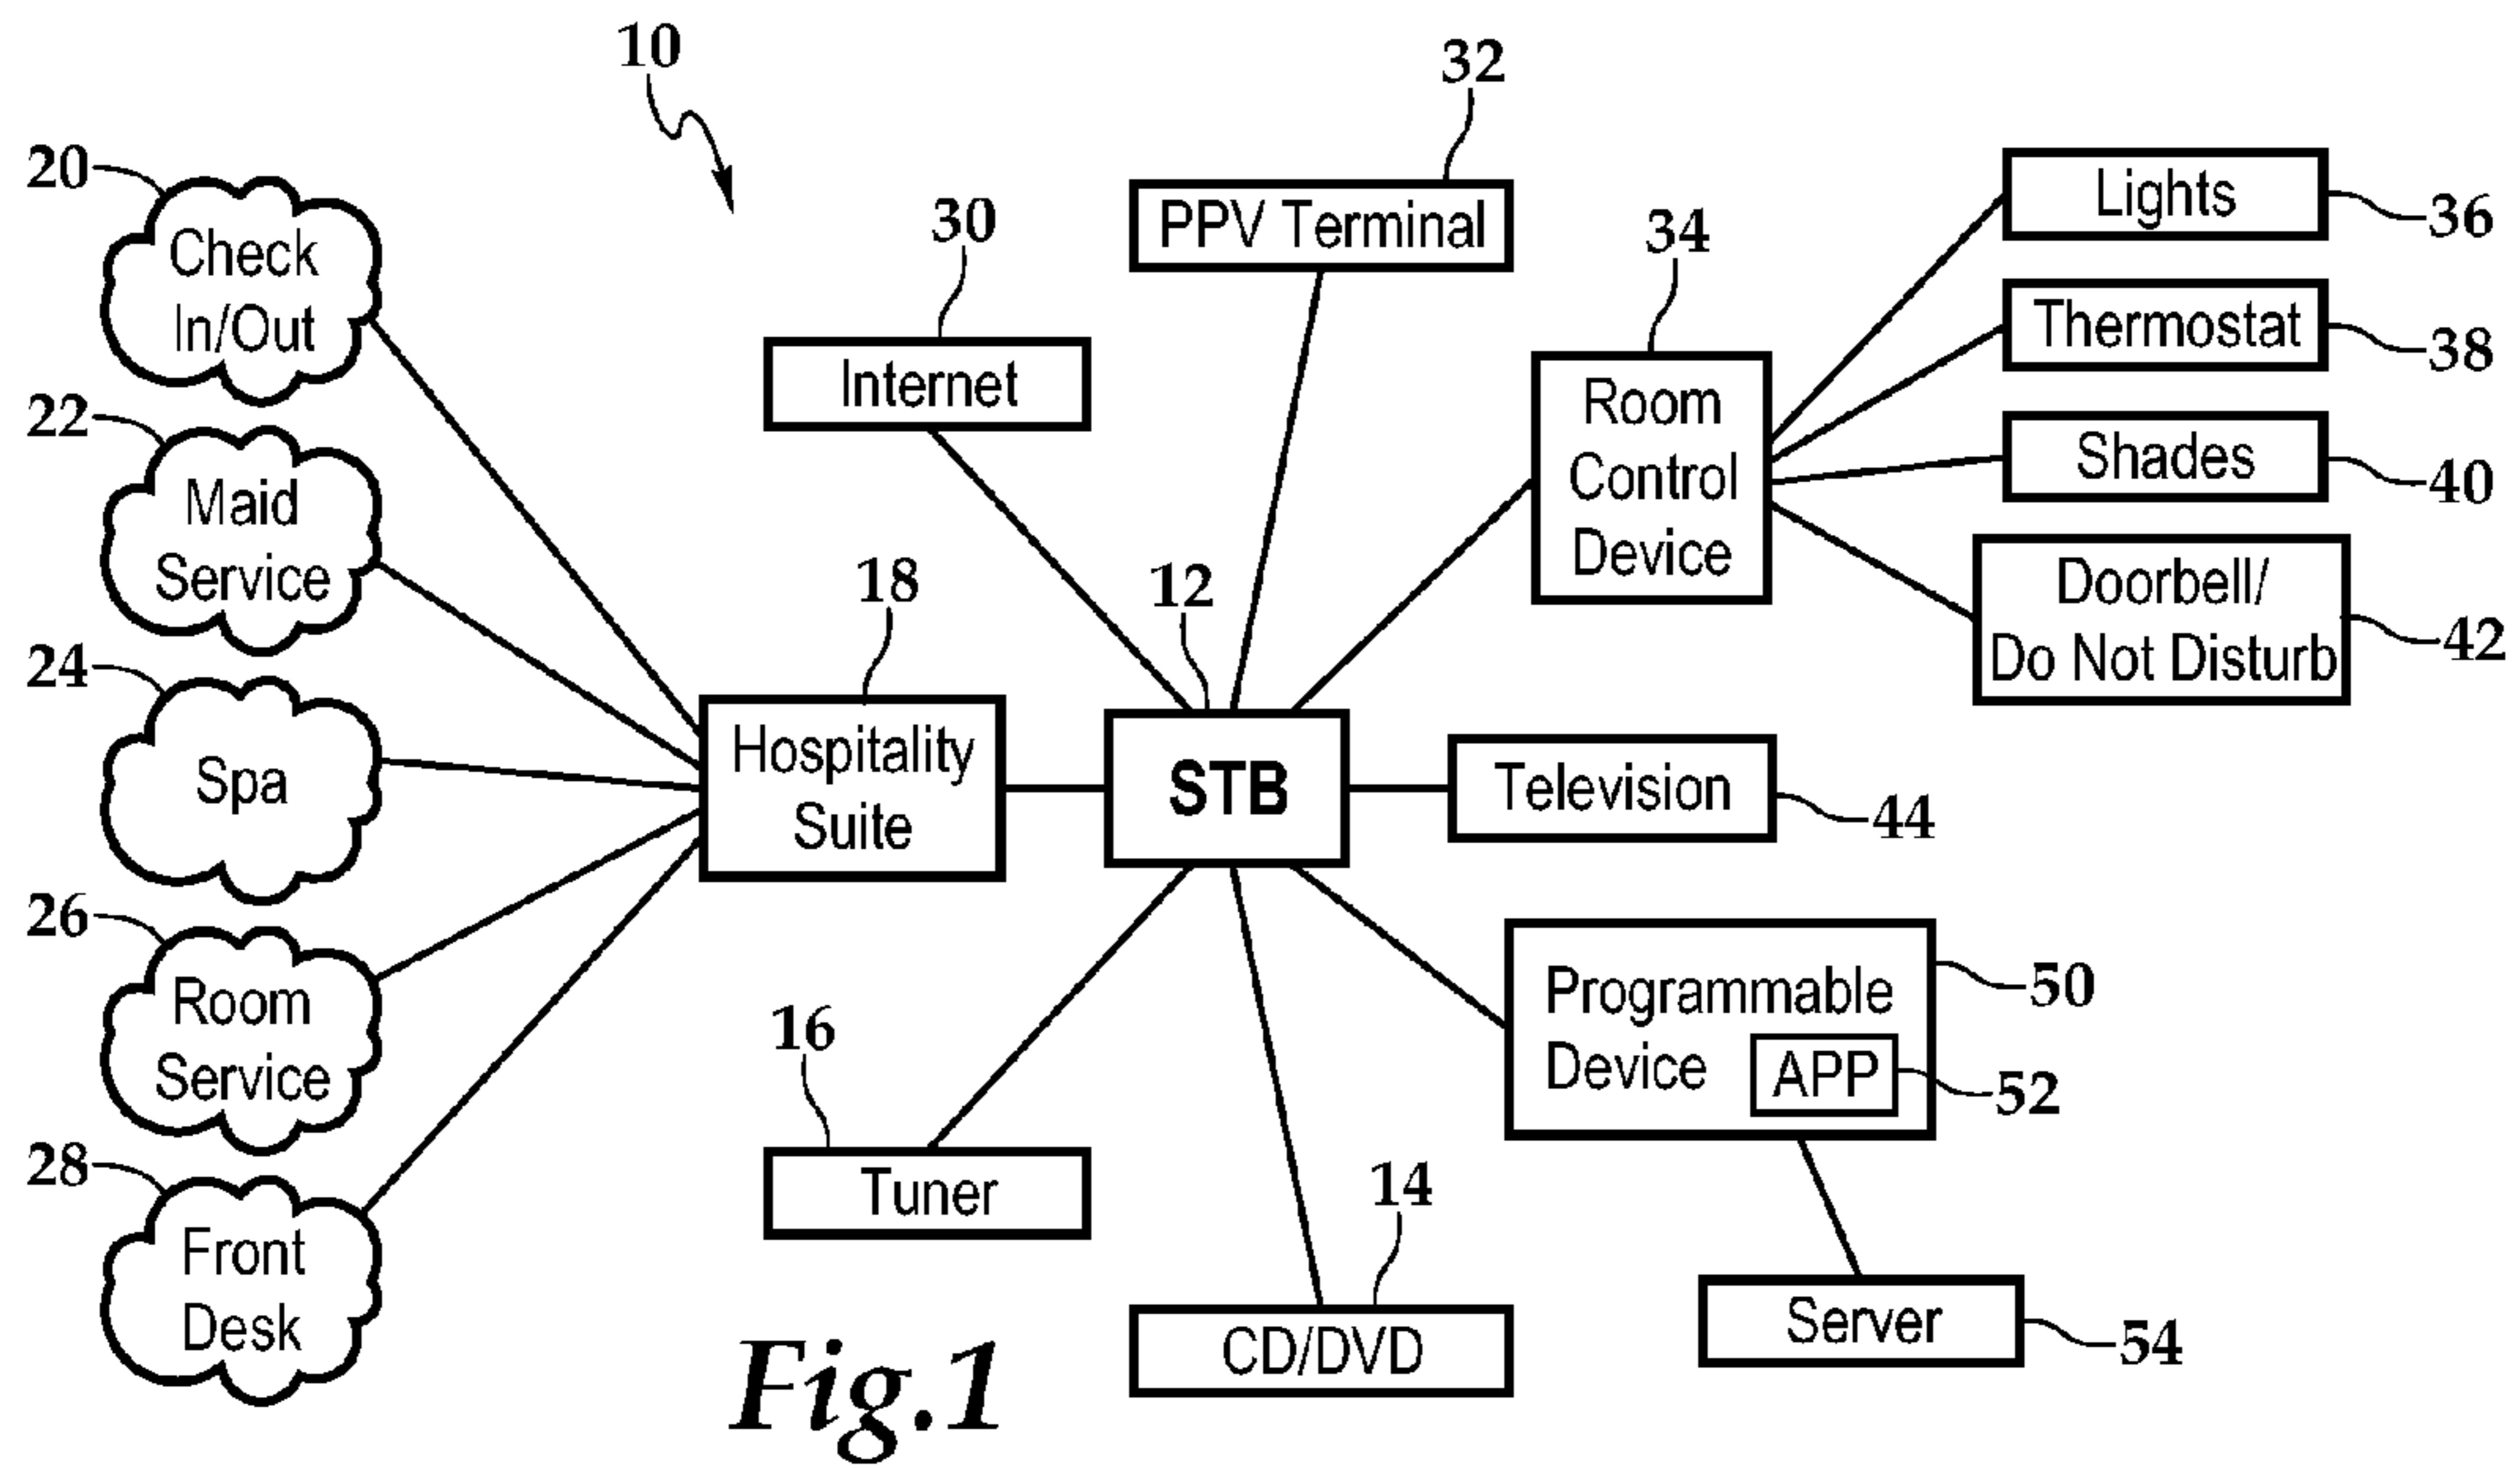 10
32
20
Check
In/Out
30
Internet
PPV Terminal
34
Room
Control
Device
Lights
36
Thermostat
38
Shades
40
Doorbell/
Do Not Disturb
42
22
Maid
Service
24
Spa
18
Hospitality
Suite
12
STB
Television
44
26
Room
Service
28
Front
Desk
16
Tuner
14
CD/DVD
Programmable
Device
50
APP
52
Server
54
Fig.1